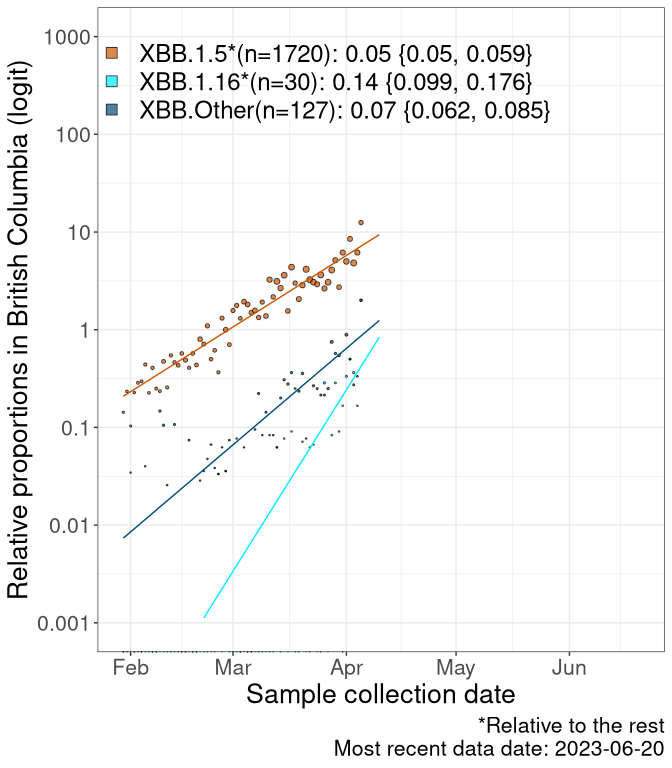 Relative proportions in British Columbia (logit)
1000
100
10
1
0.1
0.01
0.001
XBB.1.5*(n=1720): 0.05 {0.05, 0.059}
XBB.1.16*(n=30): 0.14 {0.099, 0.176}
XBB.Other(n=127): 0.07 {0.062, 0.085}
Feb Mar Apr May Jun
Sample collection date
*Relative to the rest
Most recent data date: 2023-06-20